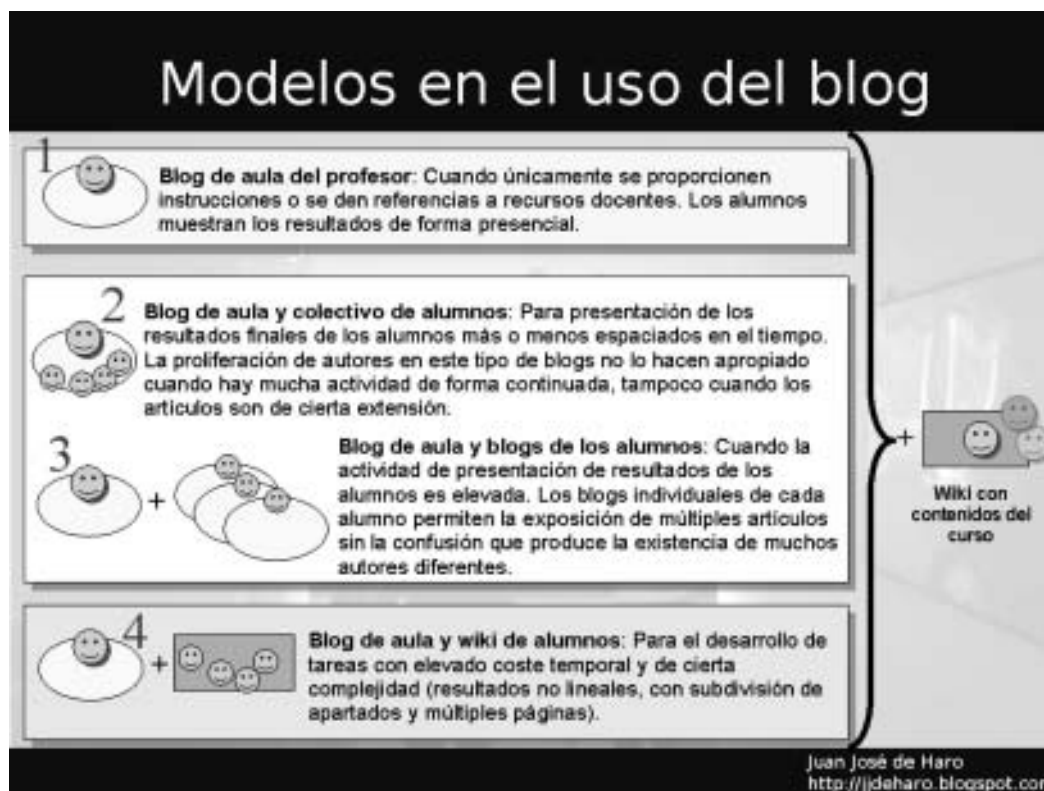 Modelos en el uso del blog
1
Blog de aula del profesor: Cuando únicamente se proporcionen
instrucciones o se den referencias a recursos docentes. Los alumnos
muestran los resultados de forma presencial.
2
Blog de aula y colectivo de alumnos: Para presentación de los
resultados finales de los alumnos más o menos espaciados en el tiempo.
La proliferación de autores en este tipo de blogs no lo hacen apropiado
cuando hay mucha actividad de forma continuada, tampoco cuando los
artículos son de cierta extensión.
3
+
Blog de aula y blogs de los alumnos: Cuando la
actividad de presentación de resultados de los
alumnos es elevada. Los blogs individuales de cada
alumno permiten la exposición de múltiples artículos
sin la confusión que produce la existencia de muchos
autores diferentes.
4
+
Blog de aula y wiki de alumnos: Para el desarrollo de
tareas con elevado coste temporal y de cierta
complejidad (resultados no lineales, con subdivisión de
apartados y múltiples páginas).
+
Wiki con
contenidos del
curso
Juan José de Haro
http://jjdeharo.blogspot.com